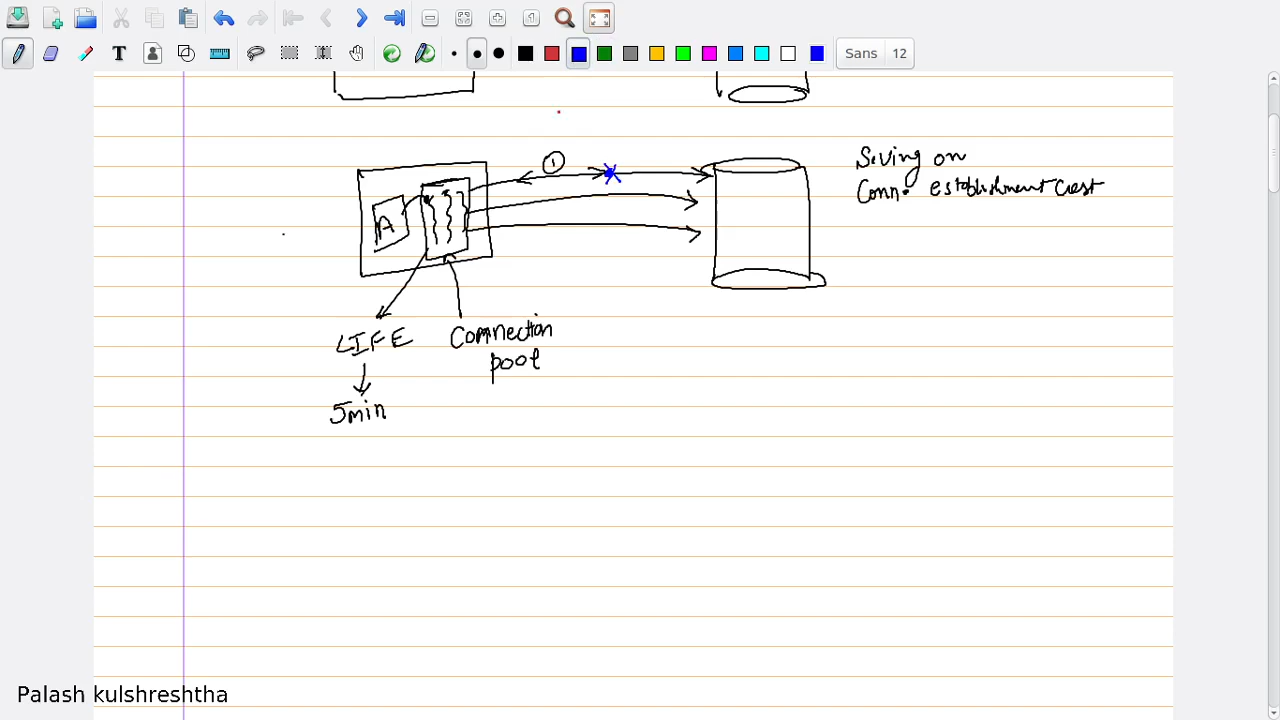 Sans 12
①
Saving on
Conn. establishment Cost
A
LIFE
Connection
pool
5min
Palash kulshreshtha